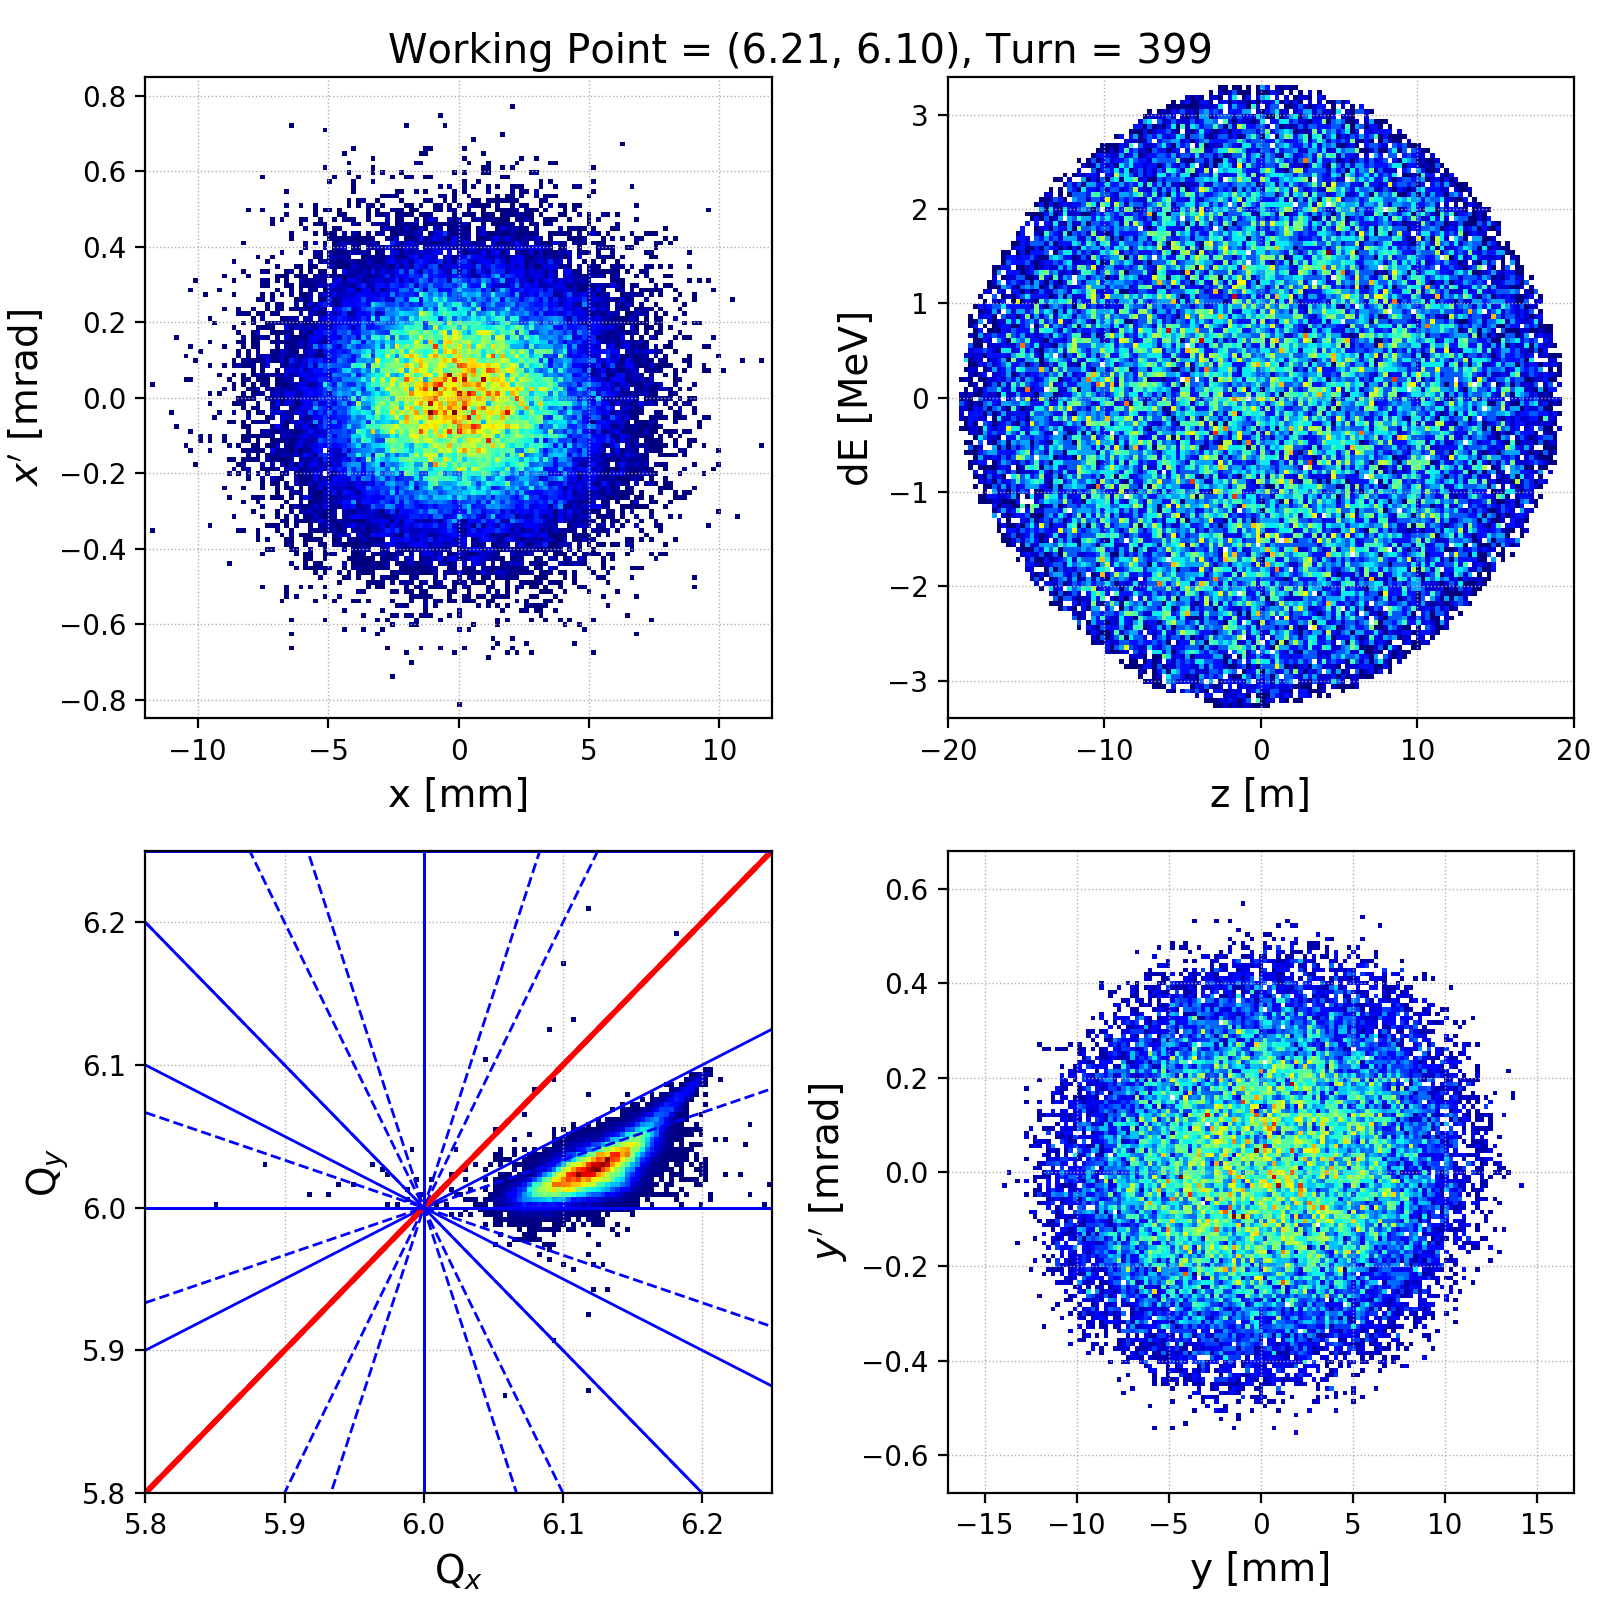 Working Point = (6.21, 6.10), Turn = 399
0.8
0.6
0.4
0.2
0.0
−0.2
−0.4
−0.6
−0.8
x′ [mrad]
−10 −5 0 5 10
x [mm]
3
2
1
0
−1
−2
−3
dE [MeV]
−20 −10 0 10 20
z [m]
6.2
6.1
6.0
5.9
5.8
Qy
5.8 5.9 6.0 6.1 6.2
Qx
0.6
0.4
0.2
0.0
−0.2
−0.4
−0.6
y′ [mrad]
−15 −10 −5 0 5 10 15
y [mm]